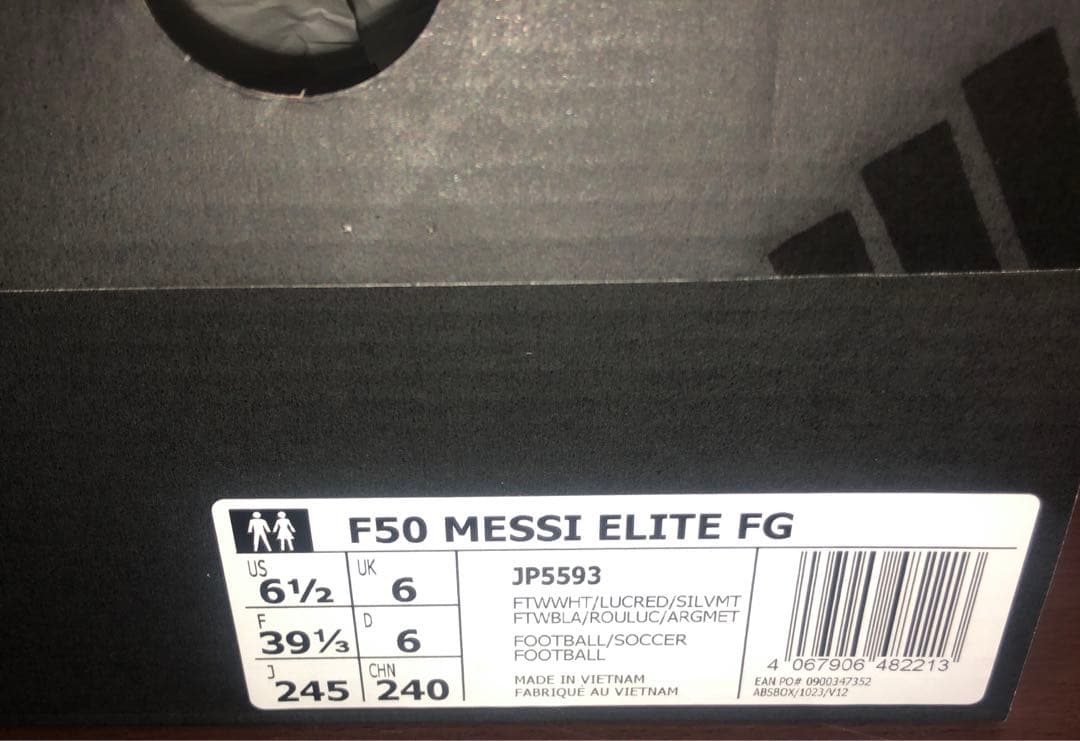 F50 MESSI ELITE FG
US 6½ UK 6
F 39⅓ D 6
J 245 CHN 240
JP5593
FTWWHT/LUCRED/SILVMT
FTWBLA/ROULUC/ARGMET
FOOTBALL/SOCCER
FOOTBALL
MADE IN VIETNAM
FABRIQUÉ AU VIETNAM
4 067906 482213
EAN PO# 0900347352
ABSBOX/1023/V12